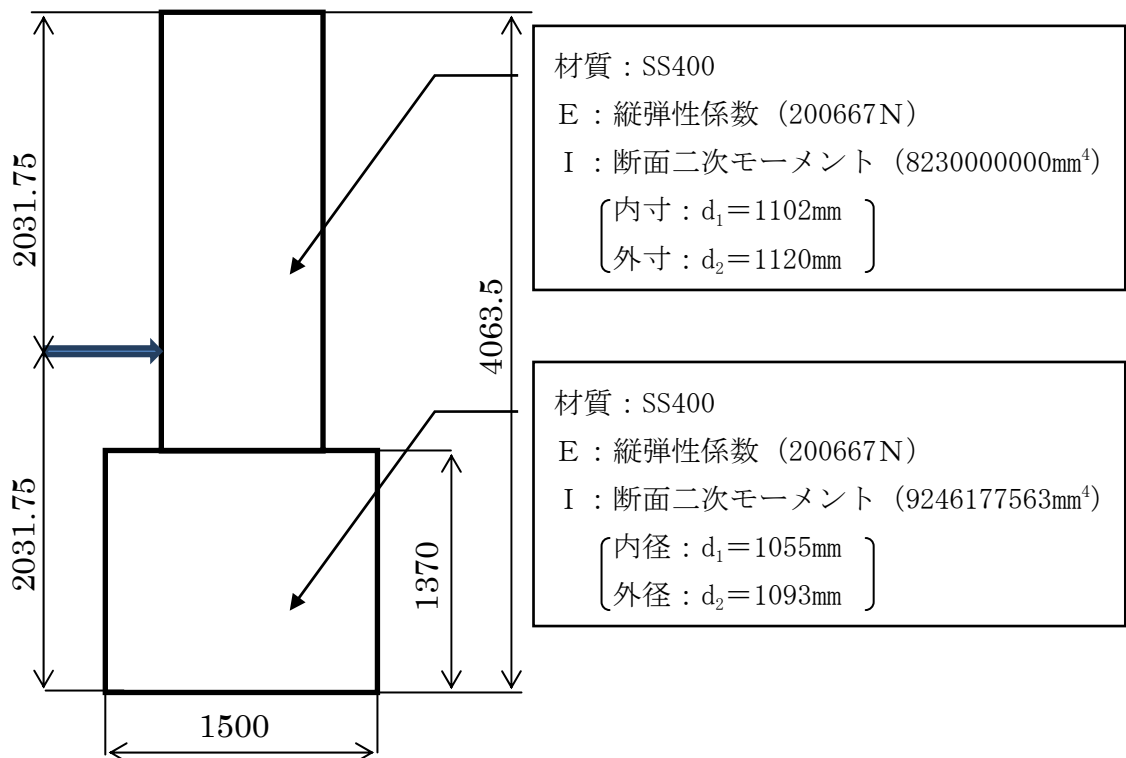 2031.75
2031.75
4063.5
1370
1500
材質：SS400
Ｅ：縦弾性係数（200667Ｎ）
Ｉ：断面二次モーメント（8230000000㎜⁴）
内寸：d₁＝1102㎜
外寸：d₂＝1120㎜
材質：SS400
Ｅ：縦弾性係数（200667Ｎ）
Ｉ：断面二次モーメント（9246177563㎜⁴）
内径：d₁＝1055㎜
外径：d₂＝1093㎜